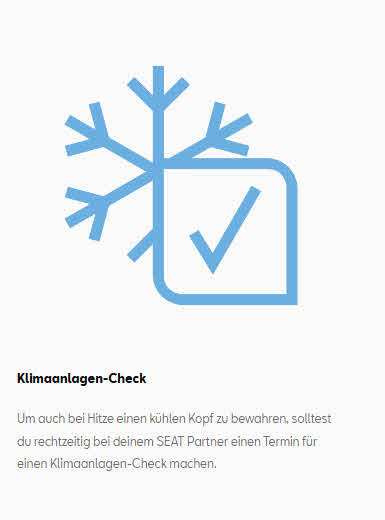 Klimaanlagen-Check
Um auch bei Hitze einen kühlen Kopf zu bewahren, solltest
du rechtzeitig bei deinem SEAT Partner einen Termin für
einen Klimaanlagen-Check machen.